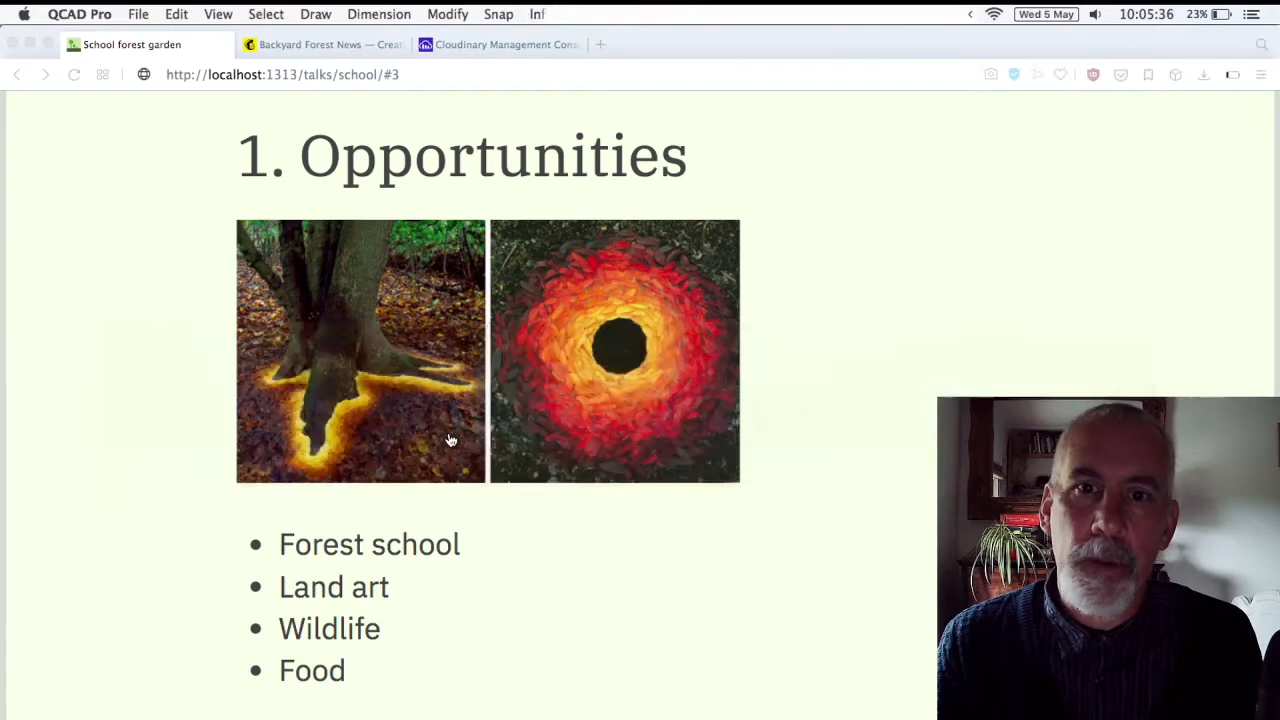 QCAD Pro File Edit View Select Draw Dimension Modify Snap Inf
Wed 5 May 10:05:36 23%
School forest garden
Backyard Forest News — Creat
Cloudinary Management Cons
http://localhost:1313/talks/school/#3
1. Opportunities
Forest school
Land art
Wildlife
Food